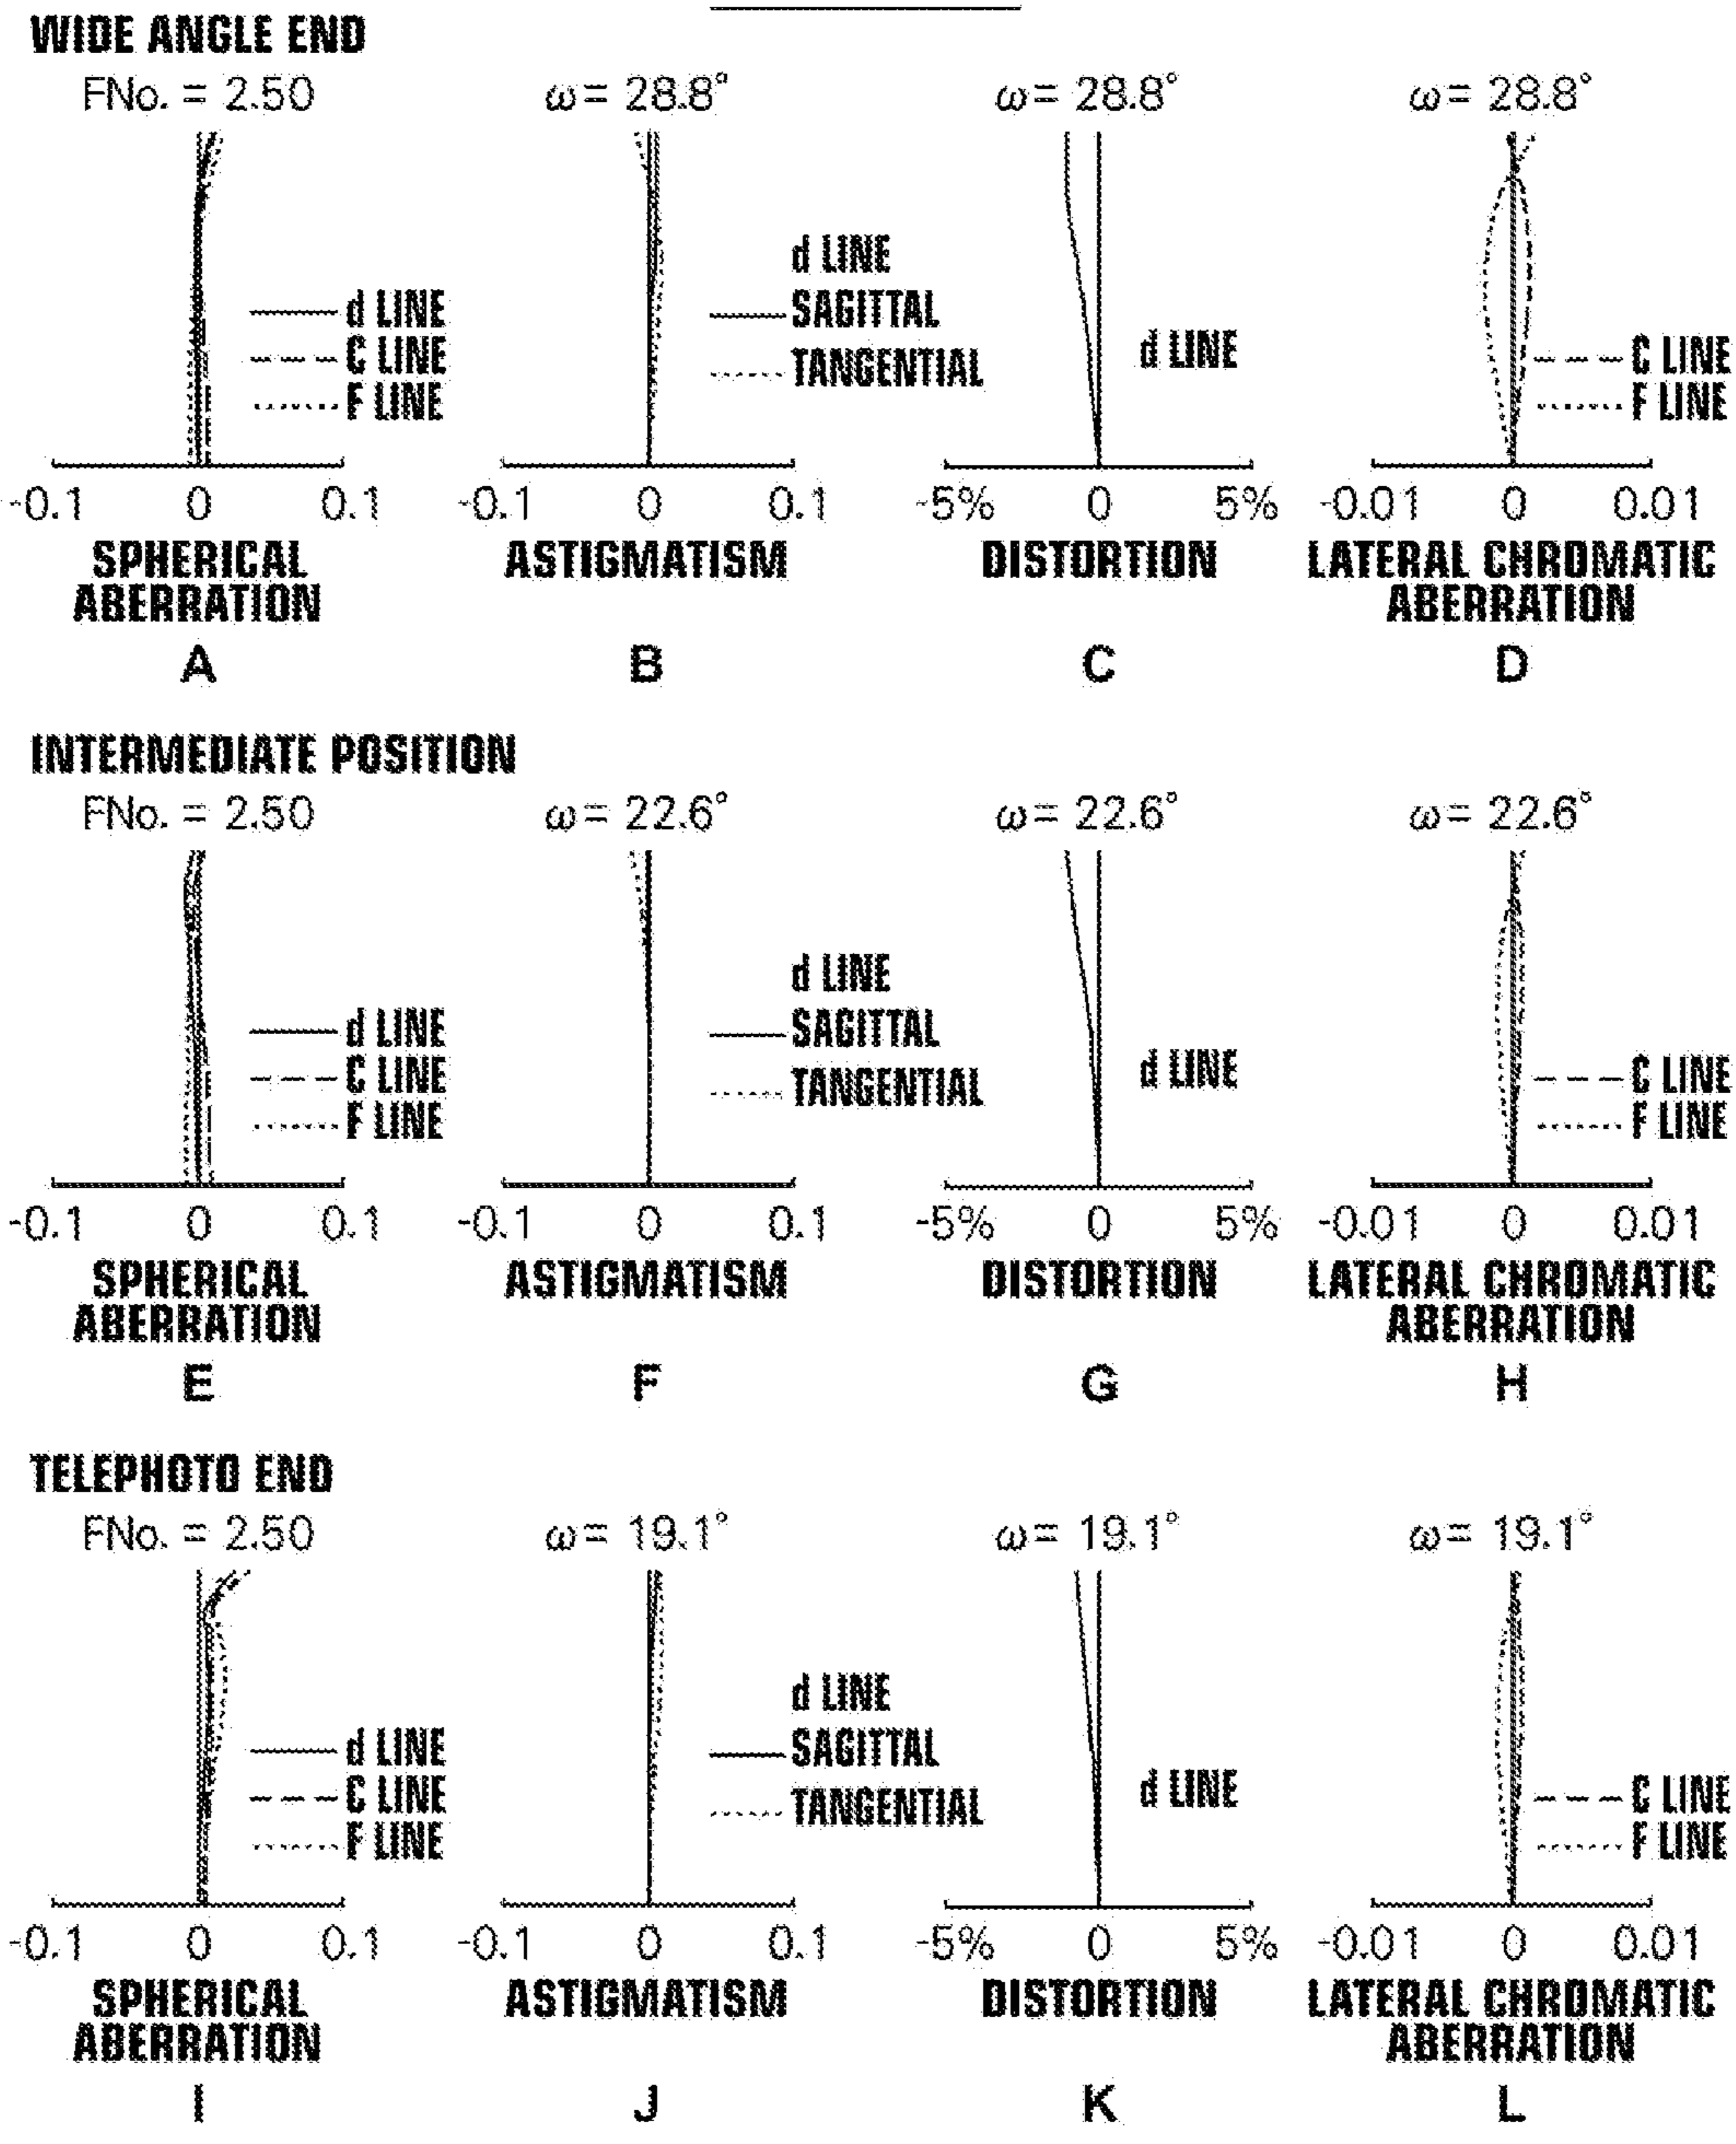 WIDE ANGLE END
FNo. = 2.50
ω = 28.8°
ω = 28.8°
ω = 28.8°
d LINE
C LINE
F LINE
d LINE
SAGITTAL
TANGENTIAL
d LINE
C LINE
F LINE
-0.1 0 0.1
-0.1 0 0.1
-5% 0 5%
-0.01 0 0.01
SPHERICAL
ABERRATION
ASTIGMATISM
DISTORTION
LATERAL CHROMATIC
ABERRATION
A
B
C
D
INTERMEDIATE POSITION
FNo. = 2.50
ω = 22.6°
ω = 22.6°
ω = 22.6°
d LINE
C LINE
F LINE
d LINE
SAGITTAL
TANGENTIAL
d LINE
C LINE
F LINE
-0.1 0 0.1
-0.1 0 0.1
-5% 0 5%
-0.01 0 0.01
SPHERICAL
ABERRATION
ASTIGMATISM
DISTORTION
LATERAL CHROMATIC
ABERRATION
E
F
G
H
TELEPHOTO END
FNo. = 2.50
ω = 19.1°
ω = 19.1°
ω = 19.1°
d LINE
C LINE
F LINE
d LINE
SAGITTAL
TANGENTIAL
d LINE
C LINE
F LINE
-0.1 0 0.1
-0.1 0 0.1
-5% 0 5%
-0.01 0 0.01
SPHERICAL
ABERRATION
ASTIGMATISM
DISTORTION
LATERAL CHROMATIC
ABERRATION
I
J
K
L